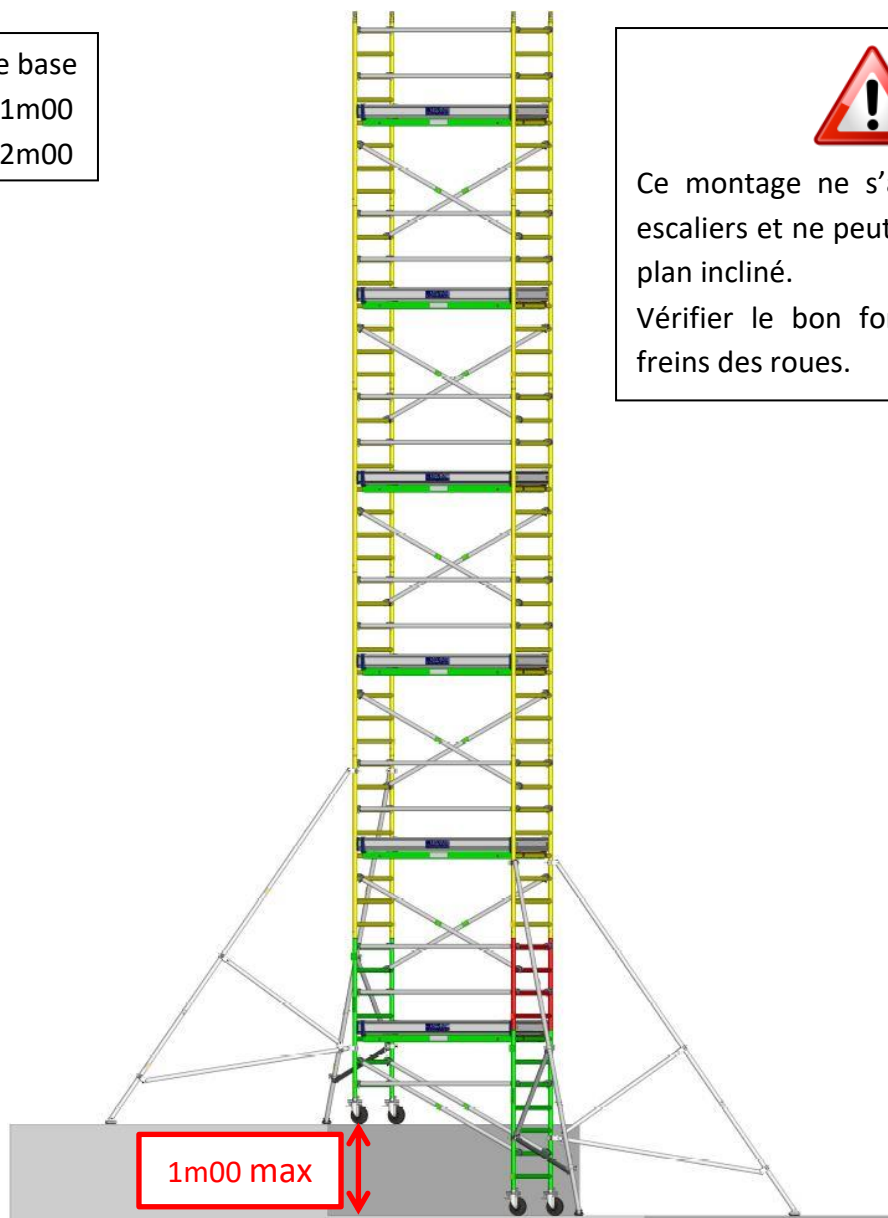 e base
1m00
2m00
Ce montage ne s'a
escaliers et ne peut
plan incliné.
Vérifier le bon for
freins des roues.
1m00 max